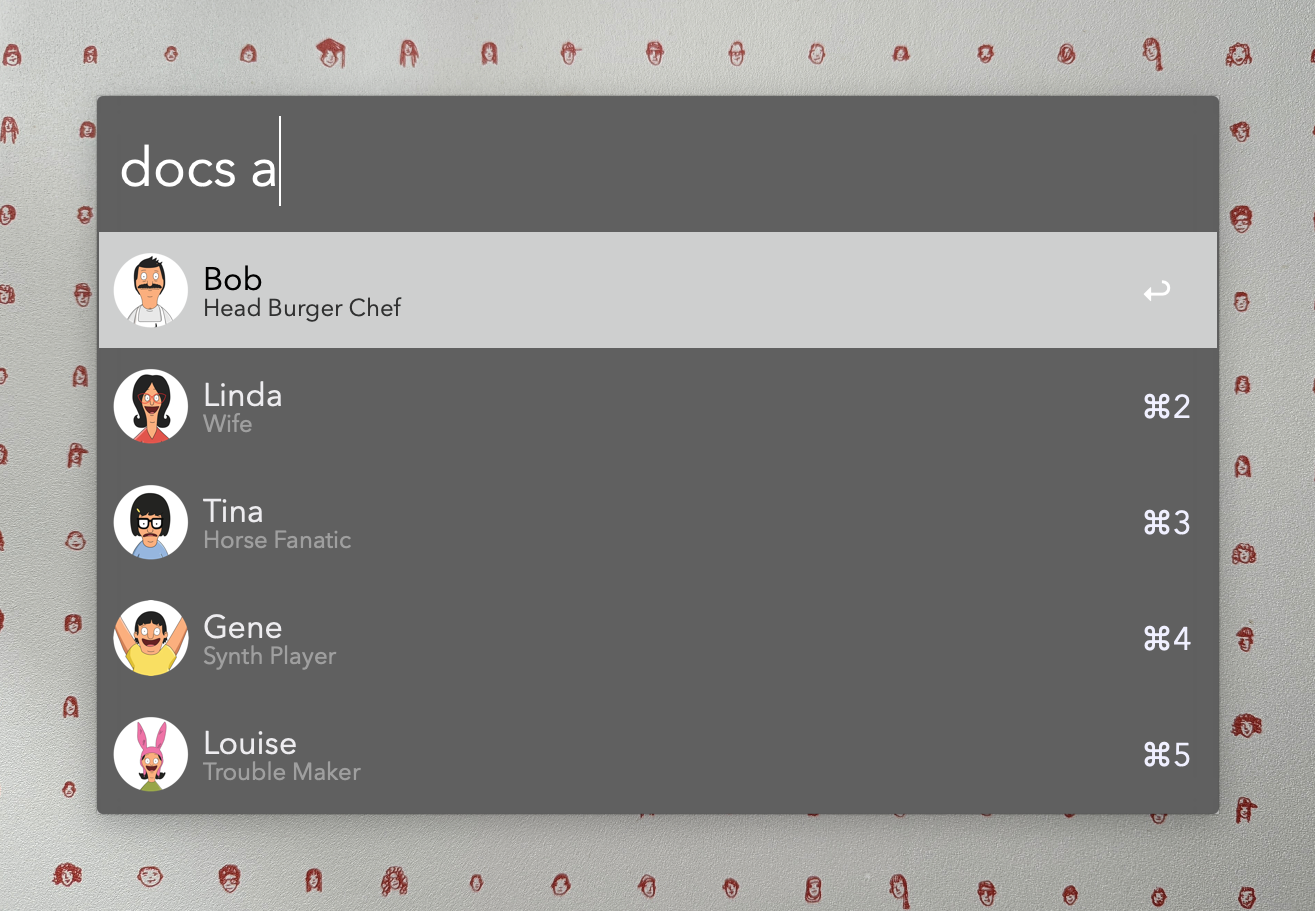 docs a
Bob
Head Burger Chef
Linda
Wife
⌘2
Tina
Horse Fanatic
⌘3
Gene
Synth Player
⌘4
Louise
Trouble Maker
⌘5